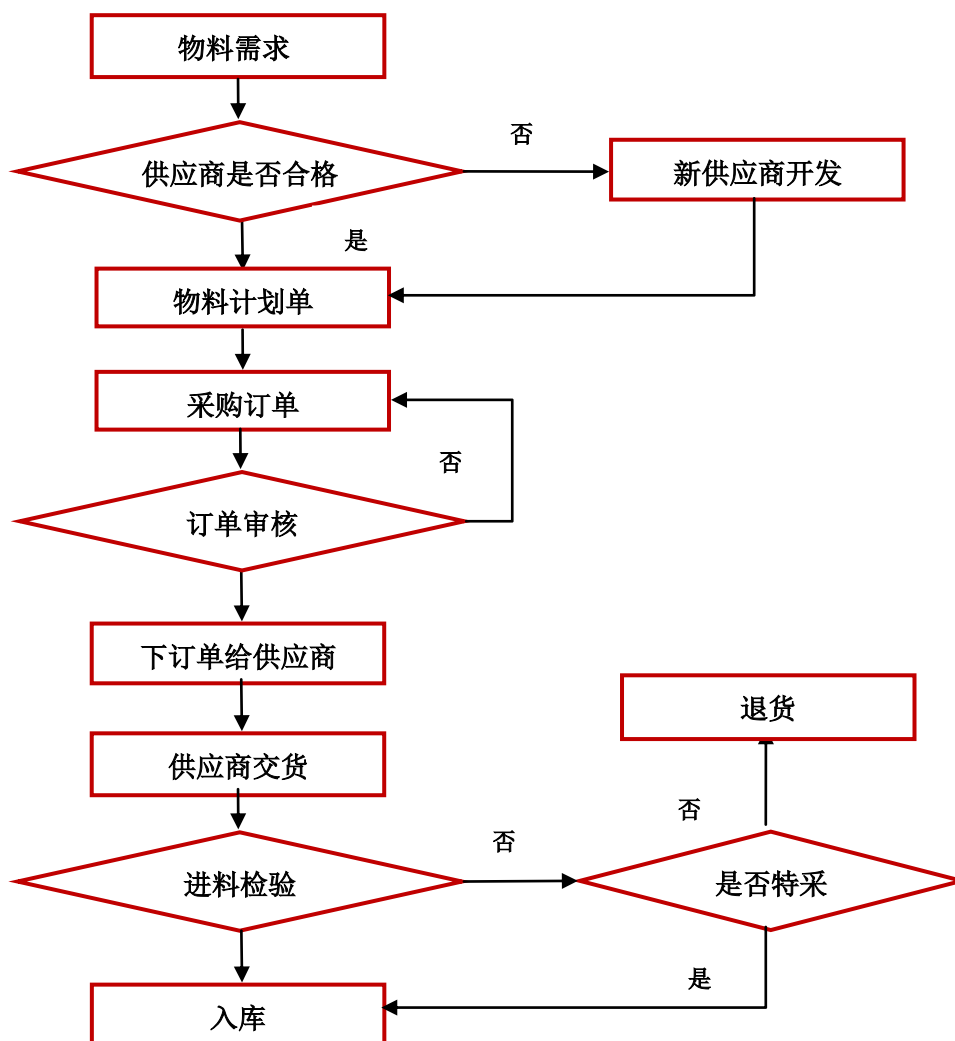 物料需求
否
供应商是否合格
新供应商开发
是
物料计划单
采购订单
否
订单审核
下订单给供应商
退货
供应商交货
否
否
进料检验
是否特采
是
入库